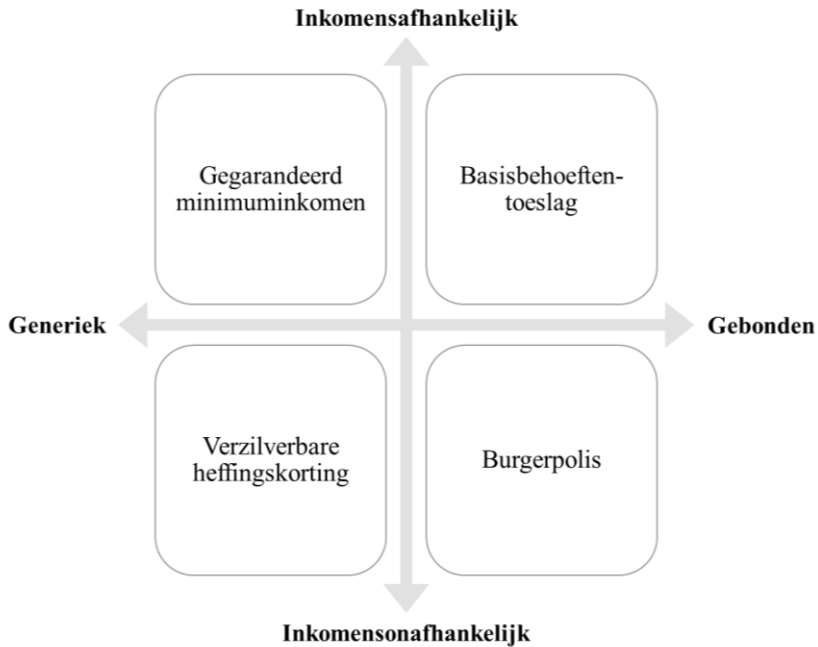 Inkomensafhankelijk
Gegarandeerd
minimuminkomen
Basisbehoeften-
toeslag
Generiek
Gebonden
Verzilverbare
heffingskorting
Burgerpolis
Inkomensonafhankelijk